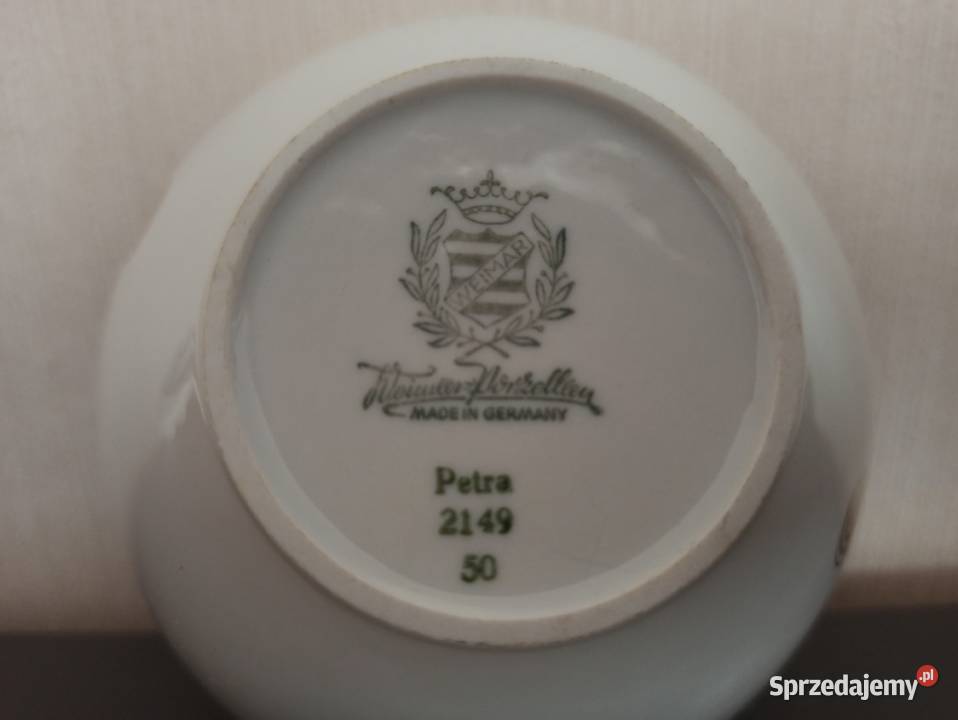 WEIMAR
Weimar-Porzellan
MADE IN GERMANY
Petra
2149
50
Sprzedajemy.pl